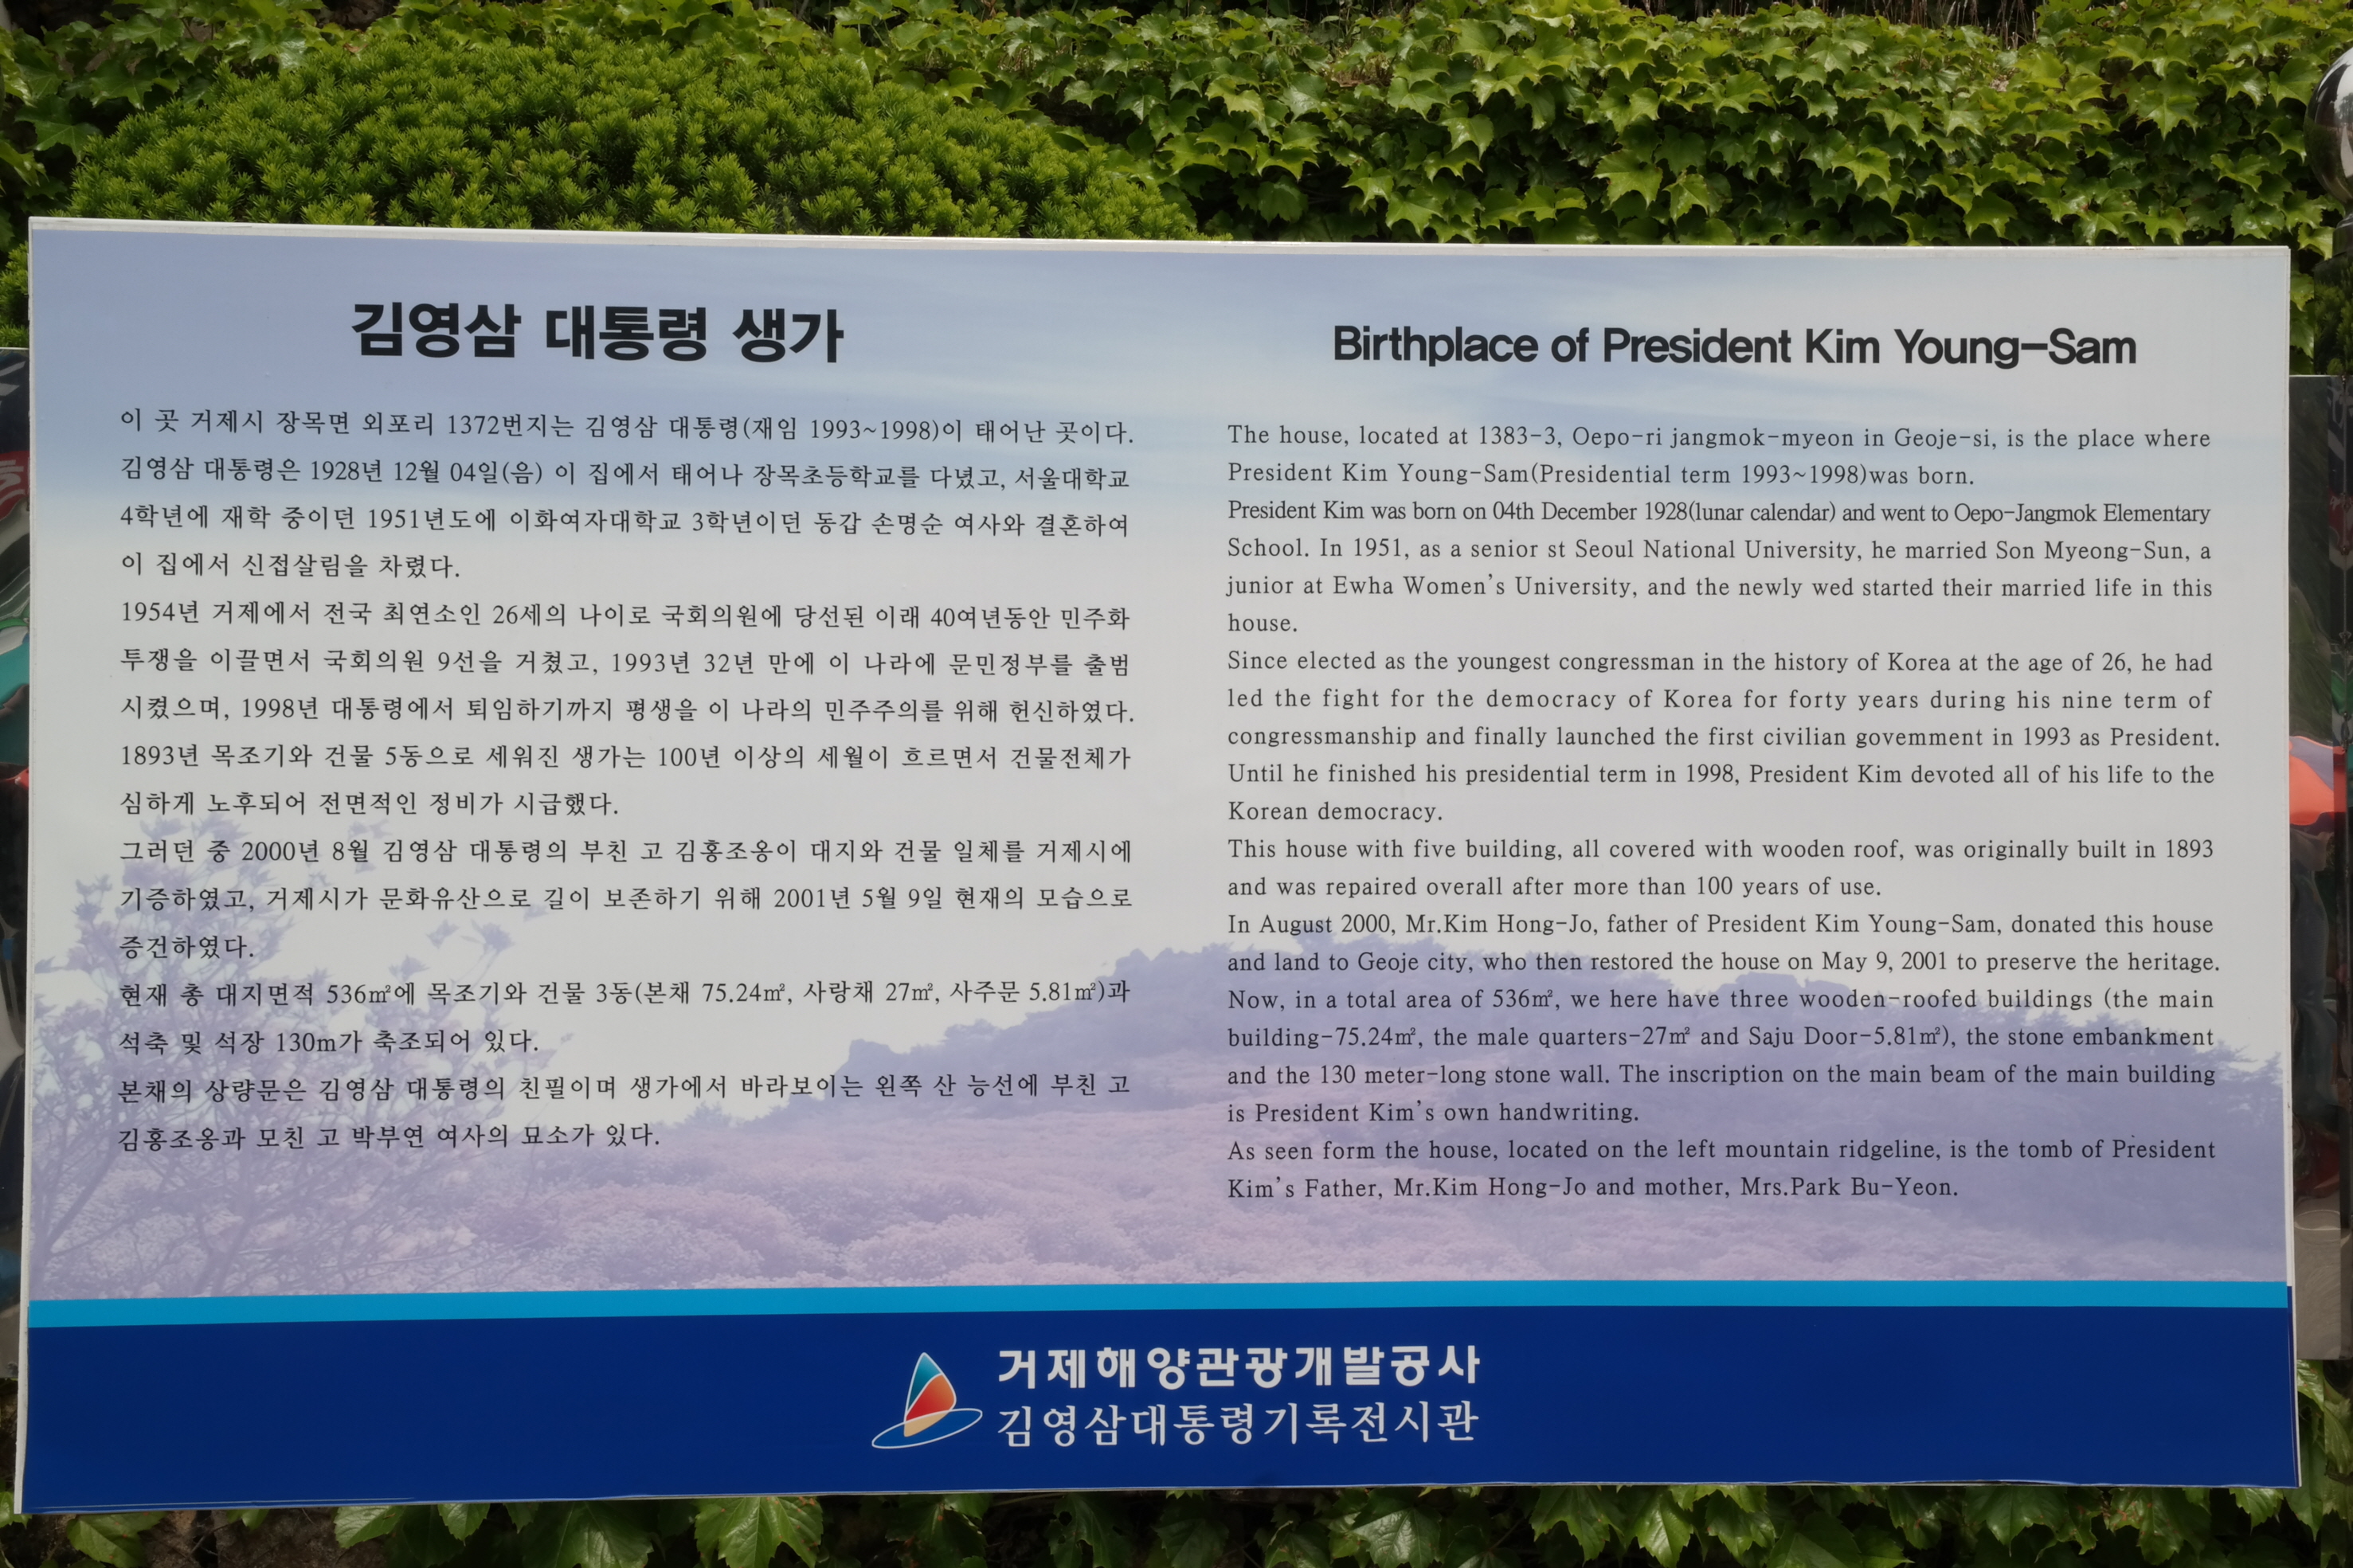 김영삼 대통령 생가
이 곳 거제시 장목면 외포리 1372번지는 김영삼 대통령(재임 1993~1998)이 태어난 곳이다.
김영삼 대통령은 1928년 12월 04일(음) 이 집에서 태어나 장목초등학교를 다녔고, 서울대학교
4학년에 재학 중이던 1951년도에 이화여자대학교 3학년이던 동갑 손명순 여사와 결혼하여
이 집에서 신접살림을 차렸다.
1954년 거제에서 전국 최연소인 26세의 나이로 국회의원에 당선된 이래 40여년동안 민주화
투쟁을 이끌면서 국회의원 9선을 거쳤고, 1993년 32년 만에 이 나라에 문민정부를 출범
시켰으며, 1998년 대통령에서 퇴임하기까지 평생을 이 나라의 민주주의를 위해 헌신하였다.
1893년 목조기와 건물 5동으로 세워진 생가는 100년 이상의 세월이 흐르면서 건물전체가
심하게 노후되어 전면적인 정비가 시급했다.
그러던 중 2000년 8월 김영삼 대통령의 부친 고 김홍조옹이 대지와 건물 일체를 거제시에
기증하였고, 거제시가 문화유산으로 길이 보존하기 위해 2001년 5월 9일 현재의 모습으로
증건하였다.
현재 총 대지면적 536㎡에 목조기와 건물 3동(본채 75.24㎡, 사랑채 27㎡, 사주문 5.81㎡)과
석축 및 석장 130m가 축조되어 있다.
본채의 상량문은 김영삼 대통령의 친필이며 생가에서 바라보이는 왼쪽 산 능선에 부친 고
김홍조옹과 모친 고 박부연 여사의 묘소가 있다.
Birthplace of President Kim Young-Sam
The house, located at 1383-3, Oepo-ri jangmok-myeon in Geoje-si, is the place where
President Kim Young-Sam(Presidential term 1993~1998)was born.
President Kim was born on 04th December 1928(lunar calendar) and went to Oepo-Jangmok Elementary
School. In 1951, as a senior st Seoul National University, he married Son Myeong-Sun, a
junior at Ewha Women's University, and the newly wed started their married life in this
house.
Since elected as the youngest congressman in the history of Korea at the age of 26, he had
led the fight for the democracy of Korea for forty years during his nine term of
congressmanship and finally launched the first civilian govemment in 1993 as President.
Until he finished his presidential term in 1998, President Kim devoted all of his life to the
Korean democracy.
This house with five building, all covered with wooden roof, was originally built in 1893
and was repaired overall after more than 100 years of use.
In August 2000, Mr.Kim Hong-Jo, father of President Kim Young-Sam, donated this house
and land to Geoje city, who then restored the house on May 9, 2001 to preserve the heritage.
Now, in a total area of 536㎡, we here have three wooden-roofed buildings (the main
building-75.24㎡, the male quarters-27㎡ and Saju Door-5.81㎡), the stone embankment
and the 130 meter-long stone wall. The inscription on the main beam of the main building
is President Kim's own handwriting.
As seen form the house, located on the left mountain ridgeline, is the tomb of President
Kim's Father, Mr.Kim Hong-Jo and mother, Mrs.Park Bu-Yeon.
거제해양관광개발공사
김영삼대통령기록전시관